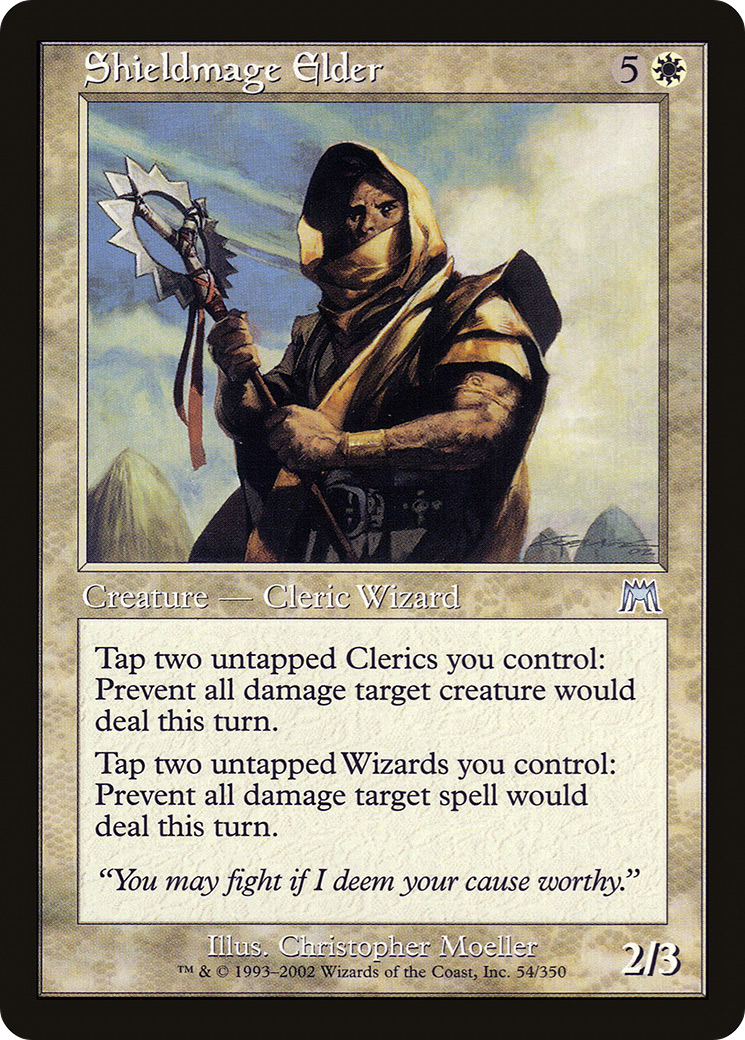 Shieldmage Elder 5
Creature — Cleric Wizard
Tap two untapped Clerics you control:
Prevent all damage target creature would
deal this turn.
Tap two untapped Wizards you control:
Prevent all damage target spell would
deal this turn.
“You may fight if I deem your cause worthy.”
Illus. Christopher Moeller
™ & © 1993–2002 Wizards of the Coast, Inc. 54/350
2/3